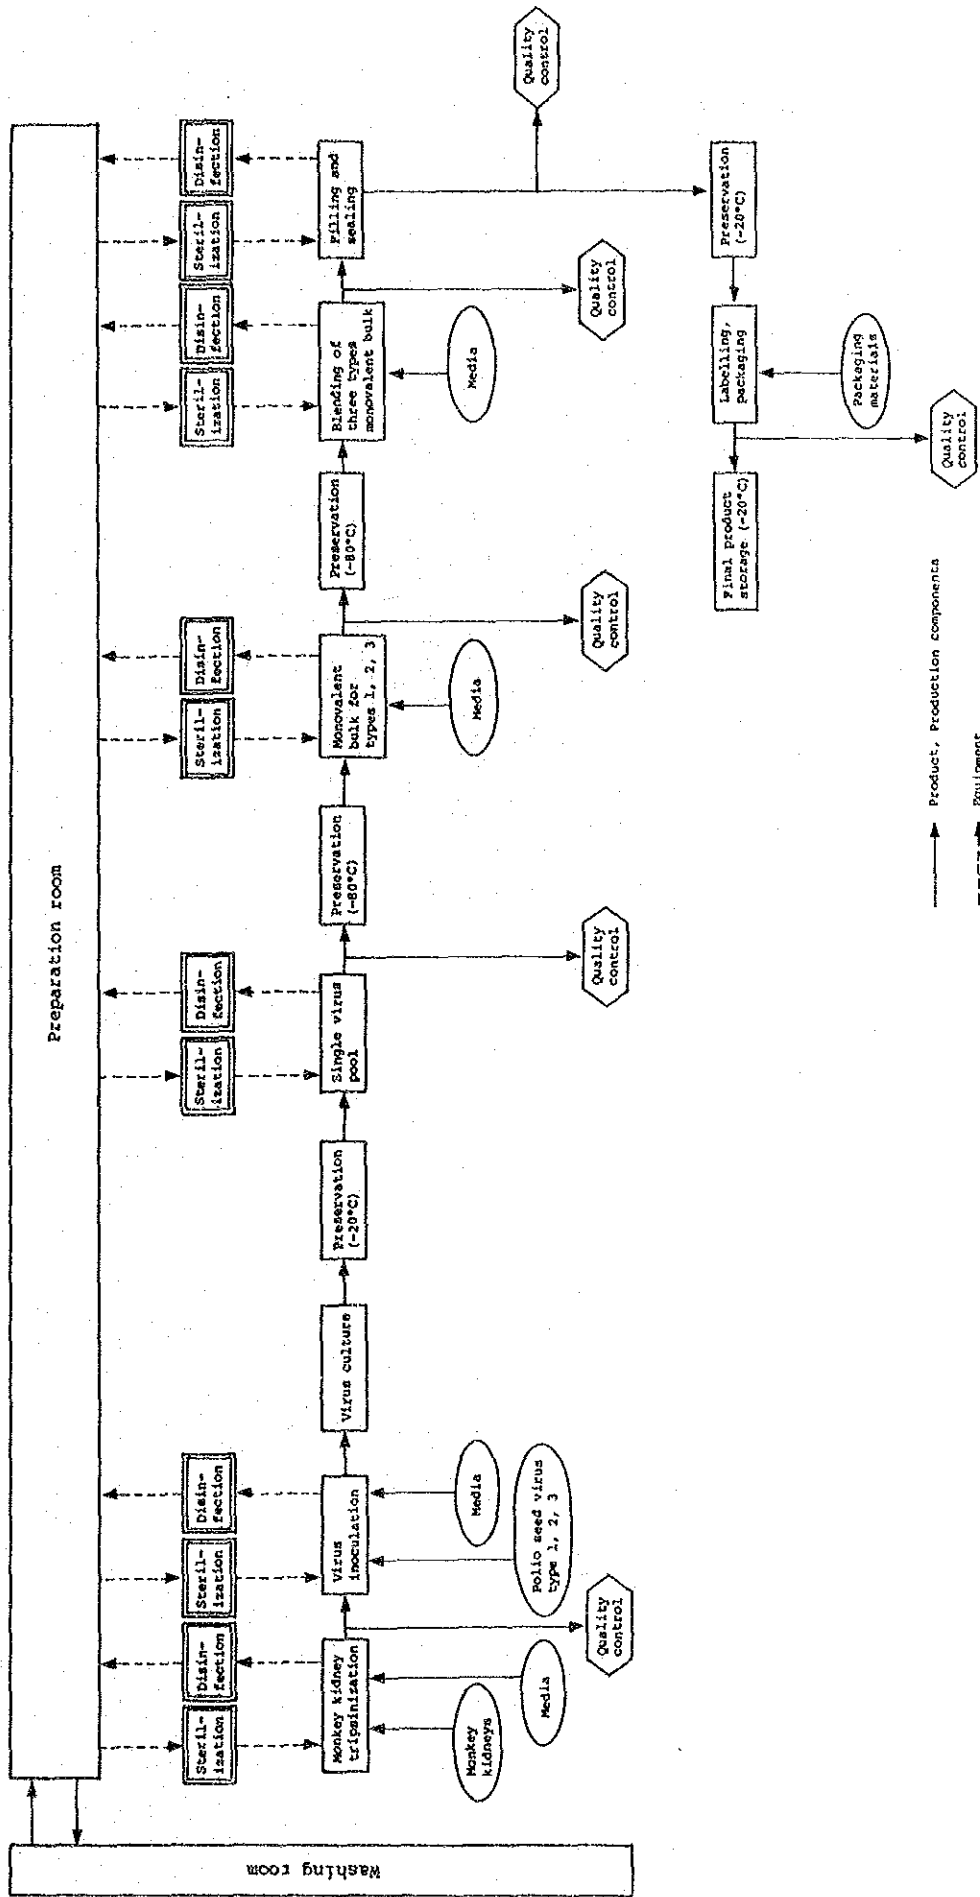 Washing room
Preparation room
Steril-
ization
Disin-
fection
Steril-
ization
Disin-
fection
Steril-
ization
Disin-
fection
Steril-
ization
Disin-
fection
Steril-
ization
Disin-
fection
Steril-
ization
Disin-
fection
Monkey kidney
tripsinization
Virus
inoculation
Virus culture
Preservation
(-20°C)
Single virus
pool
Preservation
(-80°C)
Monovalent
bulk for
types 1, 2, 3
Preservation
(-80°C)
Blending of
three types
monovalent bulk
Filling and
sealing
Monkey
kidneys
Media
Quality
control
Polio seed virus
type 1, 2, 3
Media
Quality
control
Media
Quality
control
Media
Quality
control
Quality
control
Final product
storage (-20°C)
Labelling,
packaging
Preservation
(-20°C)
Packaging
materials
Quality
control
Product, Production components
Equipment